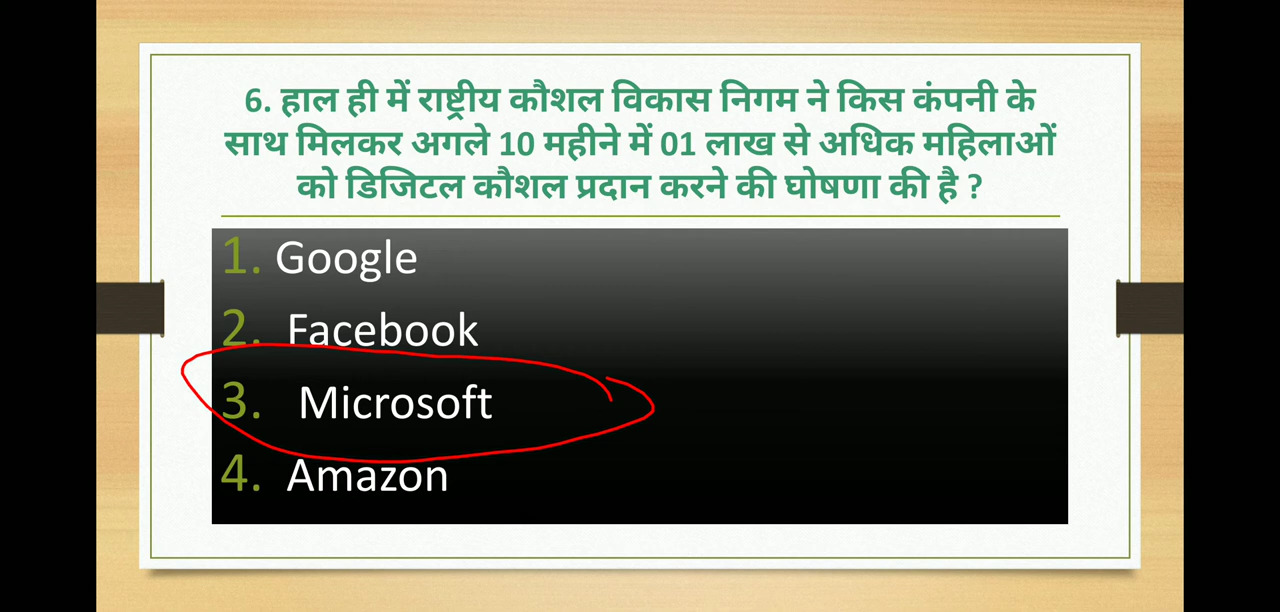 6. हाल ही में राष्ट्रीय कौशल विकास निगम ने किस कंपनी के
साथ मिलकर अगले 10 महीने में 01 लाख से अधिक महिलाओं
को डिजिटल कौशल प्रदान करने की घोषणा की है ?
1. Google
2. Facebook
3. Microsoft
4. Amazon